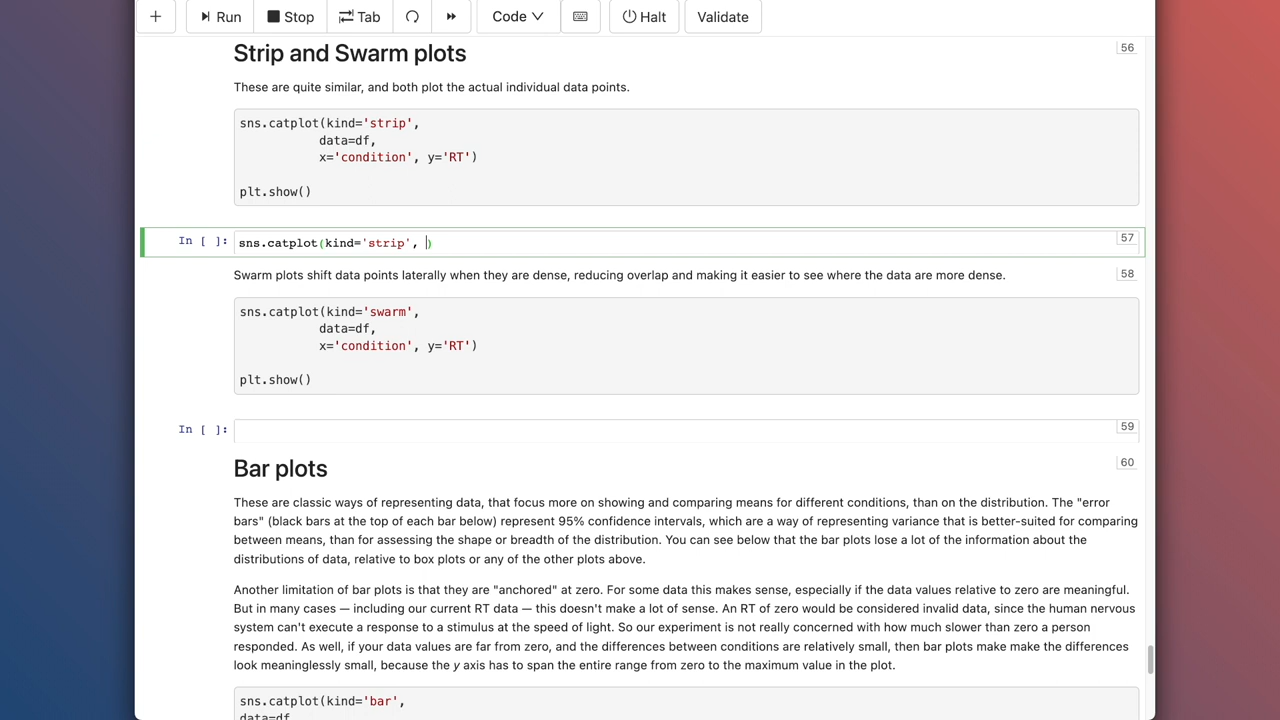 Run Stop Tab Code Halt Validate
Strip and Swarm plots
56
These are quite similar, and both plot the actual individual data points.
sns.catplot(kind='strip',
data=df,
x='condition', y='RT')
plt.show()
In [ ]: sns.catplot(kind='strip', )
57
Swarm plots shift data points laterally when they are dense, reducing overlap and making it easier to see where the data are more dense.
58
sns.catplot(kind='swarm',
data=df,
x='condition', y='RT')
plt.show()
In [ ]:
59
Bar plots
60
These are classic ways of representing data, that focus more on showing and comparing means for different conditions, than on the distribution. The "error
bars" (black bars at the top of each bar below) represent 95% confidence intervals, which are a way of representing variance that is better-suited for comparing
between means, than for assessing the shape or breadth of the distribution. You can see below that the bar plots lose a lot of the information about the
distributions of data, relative to box plots or any of the other plots above.
Another limitation of bar plots is that they are "anchored" at zero. For some data this makes sense, especially if the data values relative to zero are meaningful.
But in many cases — including our current RT data — this doesn't make a lot of sense. An RT of zero would be considered invalid data, since the human nervous
system can't execute a response to a stimulus at the speed of light. So our experiment is not really concerned with how much slower than zero a person
responded. As well, if your data values are far from zero, and the differences between conditions are relatively small, then bar plots make make the differences
look meaninglessly small, because the y axis has to span the entire range from zero to the maximum value in the plot.
sns.catplot(kind='bar',
data=df